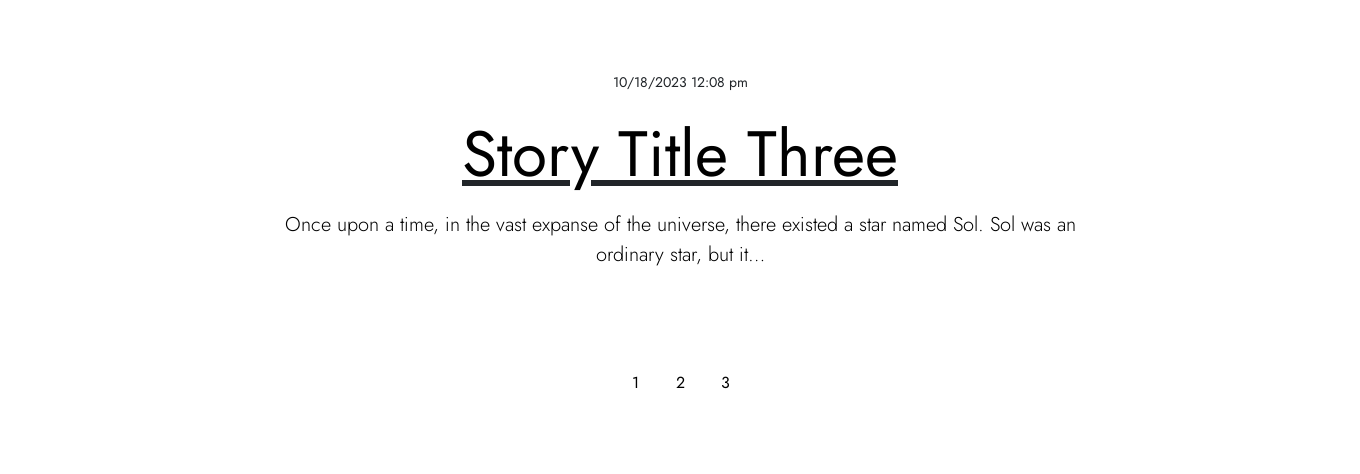 10/18/2023 12:08 pm
Story Title Three
Once upon a time, in the vast expanse of the universe, there existed a star named Sol. Sol was an
ordinary star, but it...
1 2 3